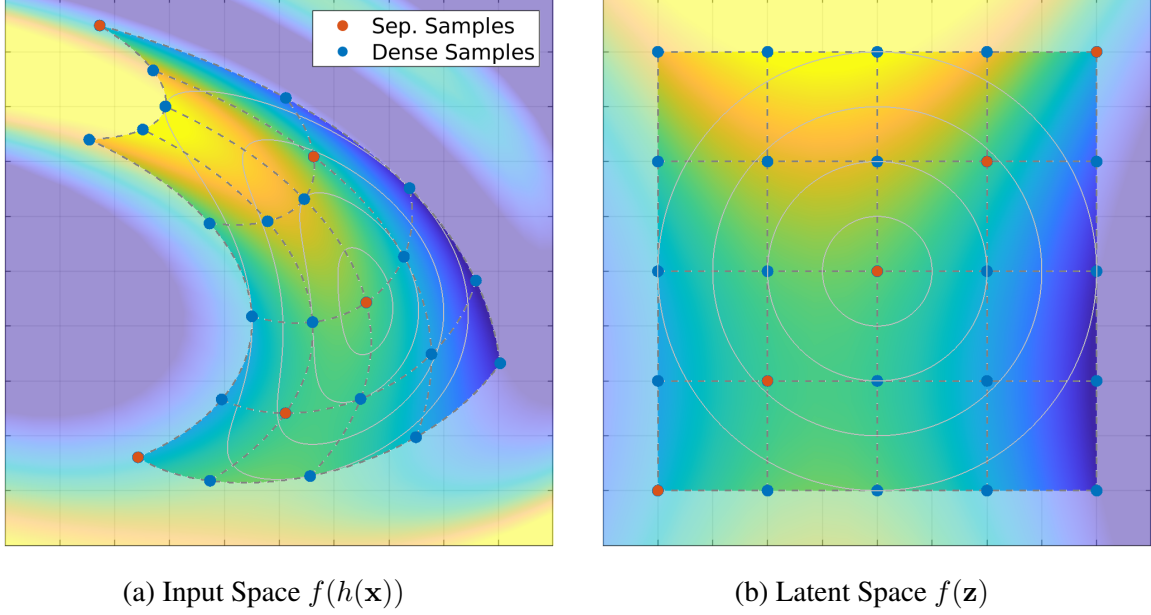 Sep. Samples
Dense Samples
(a) Input Space f(h(x))
(b) Latent Space f(z)